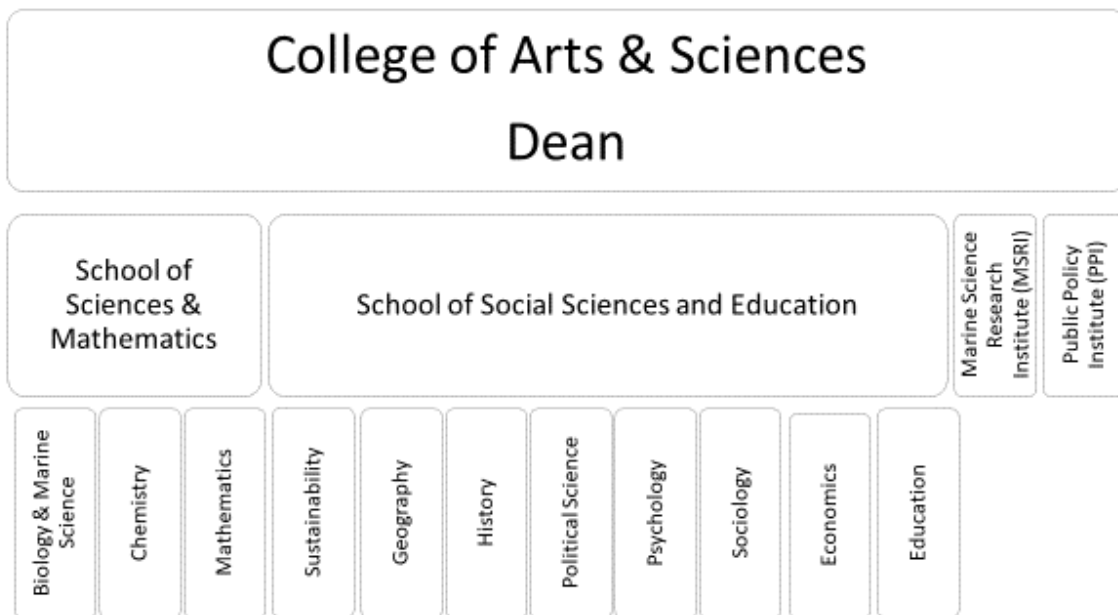 College of Arts & Sciences
Dean
School of
Sciences &
Mathematics
School of Social Sciences and Education
Marine Science
Research
Institute (MSRI)
Public Policy
Institute (PPI)
Biology & Marine
Science
Chemistry
Mathematics
Sustainability
Geography
History
Political Science
Psychology
Sociology
Economics
Education